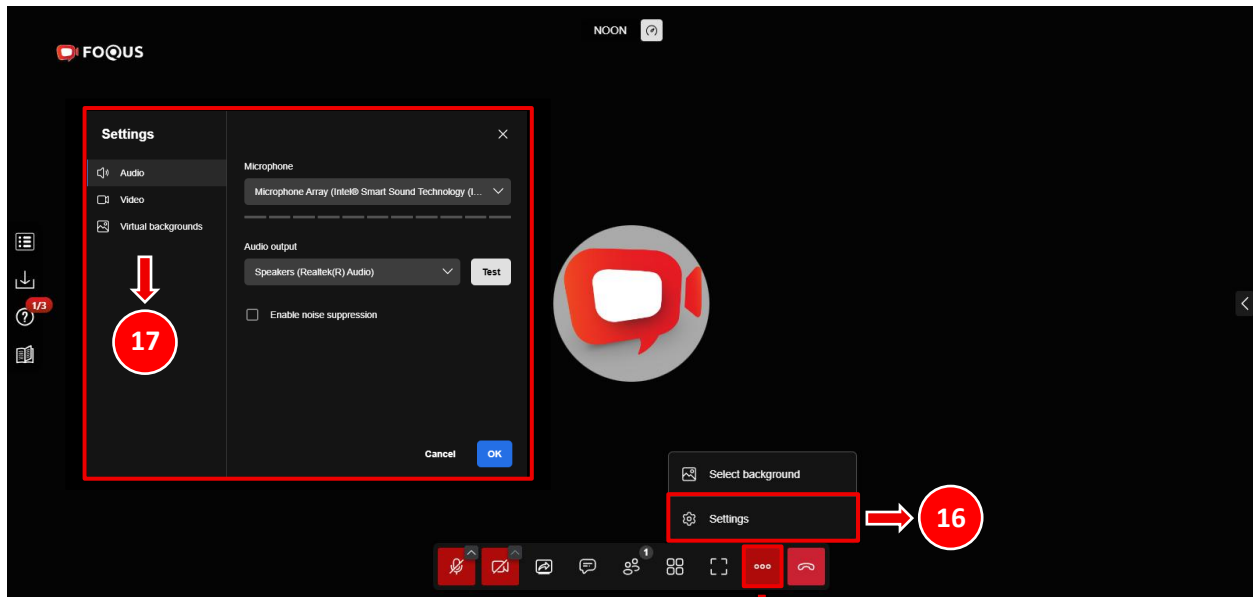 NOON
FOQUS
Settings
Audio
Video
Virtual backgrounds
17
Microphone
Microphone Array (Intel® Smart Sound Technology (I...
Audio output
Speakers (Realtek(R) Audio)
Test
Enable noise suppression
Cancel
OK
1/3
Select background
Settings
16
1